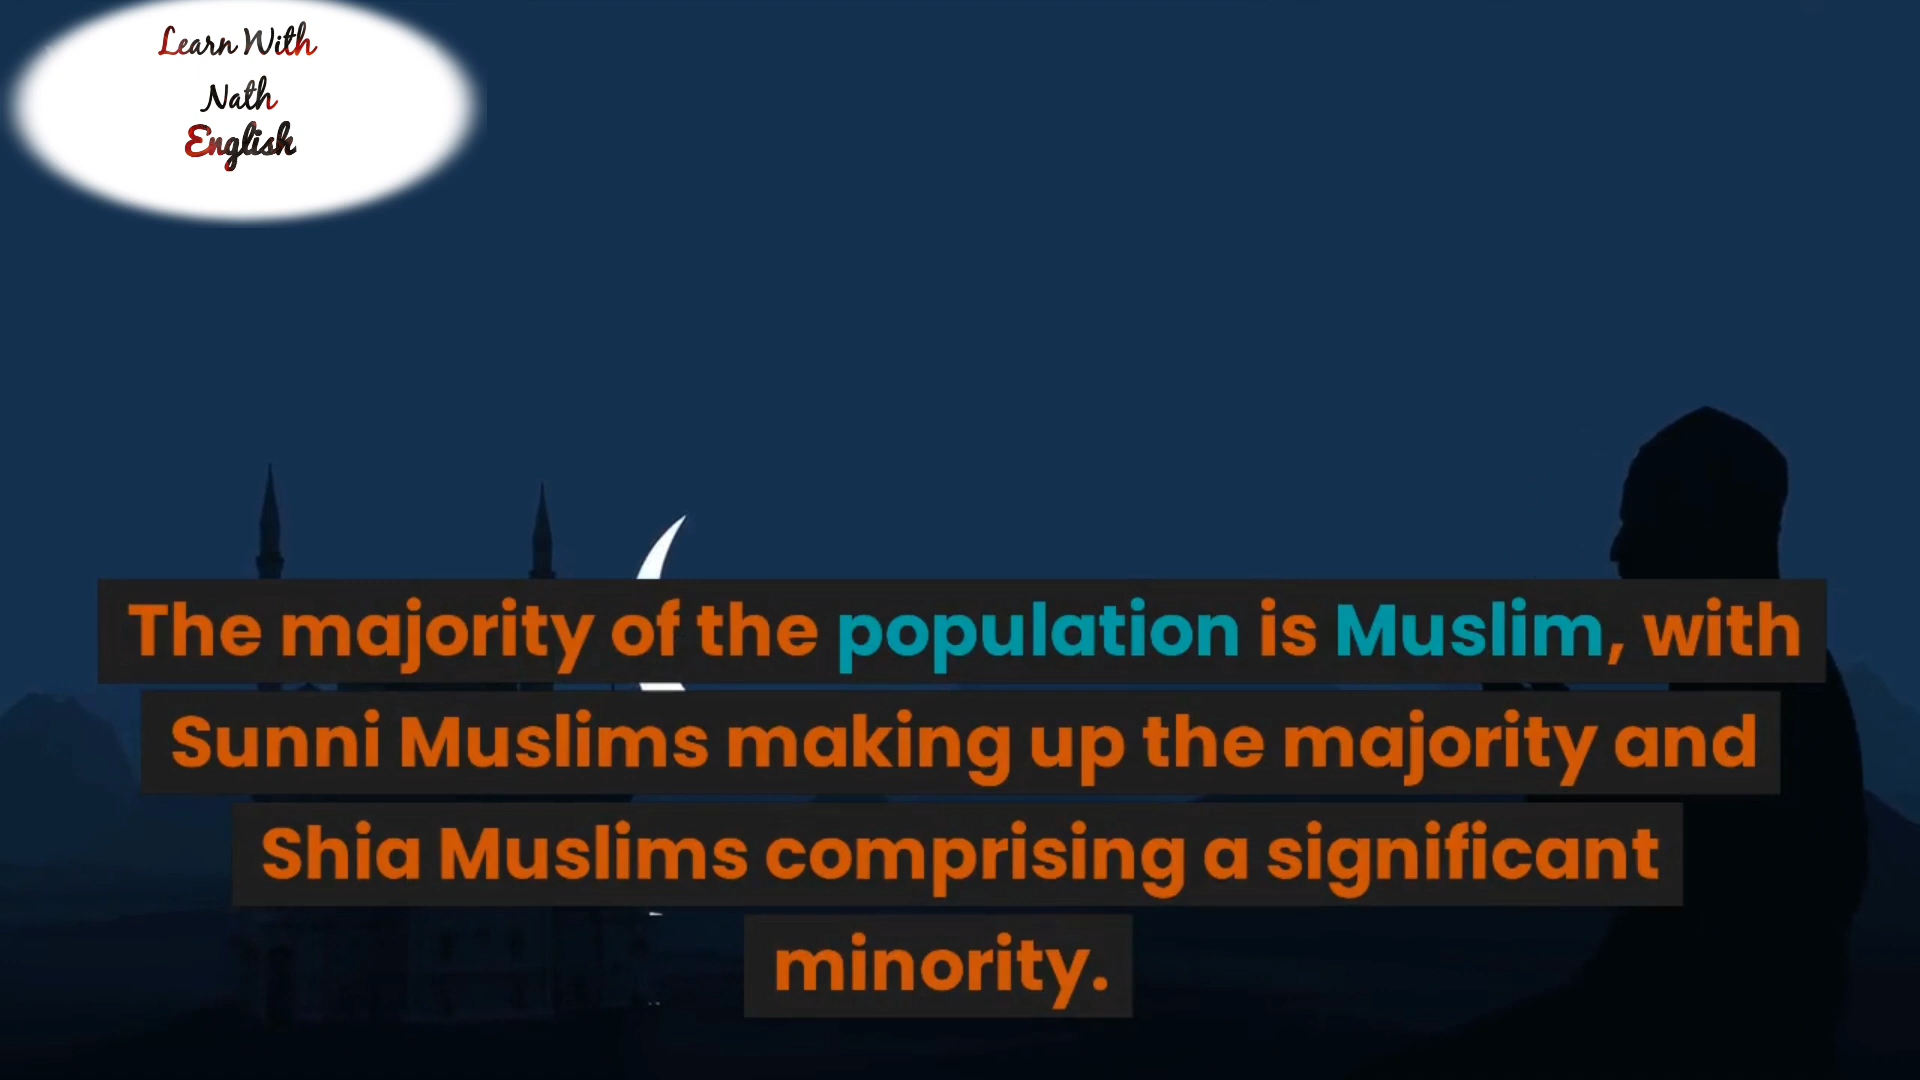 Learn With
Nath
English
The majority of the population is Muslim, with
Sunni Muslims making up the majority and
Shia Muslims comprising a significant
minority.